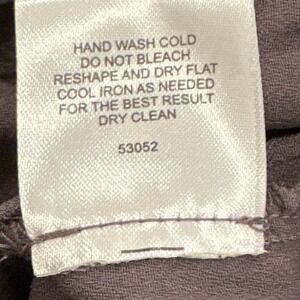 HAND WASH COLD
DO NOT BLEACH
RESHAPE AND DRY FLAT
COOL IRON AS NEEDED
FOR THE BEST RESULT
DRY CLEAN
53052